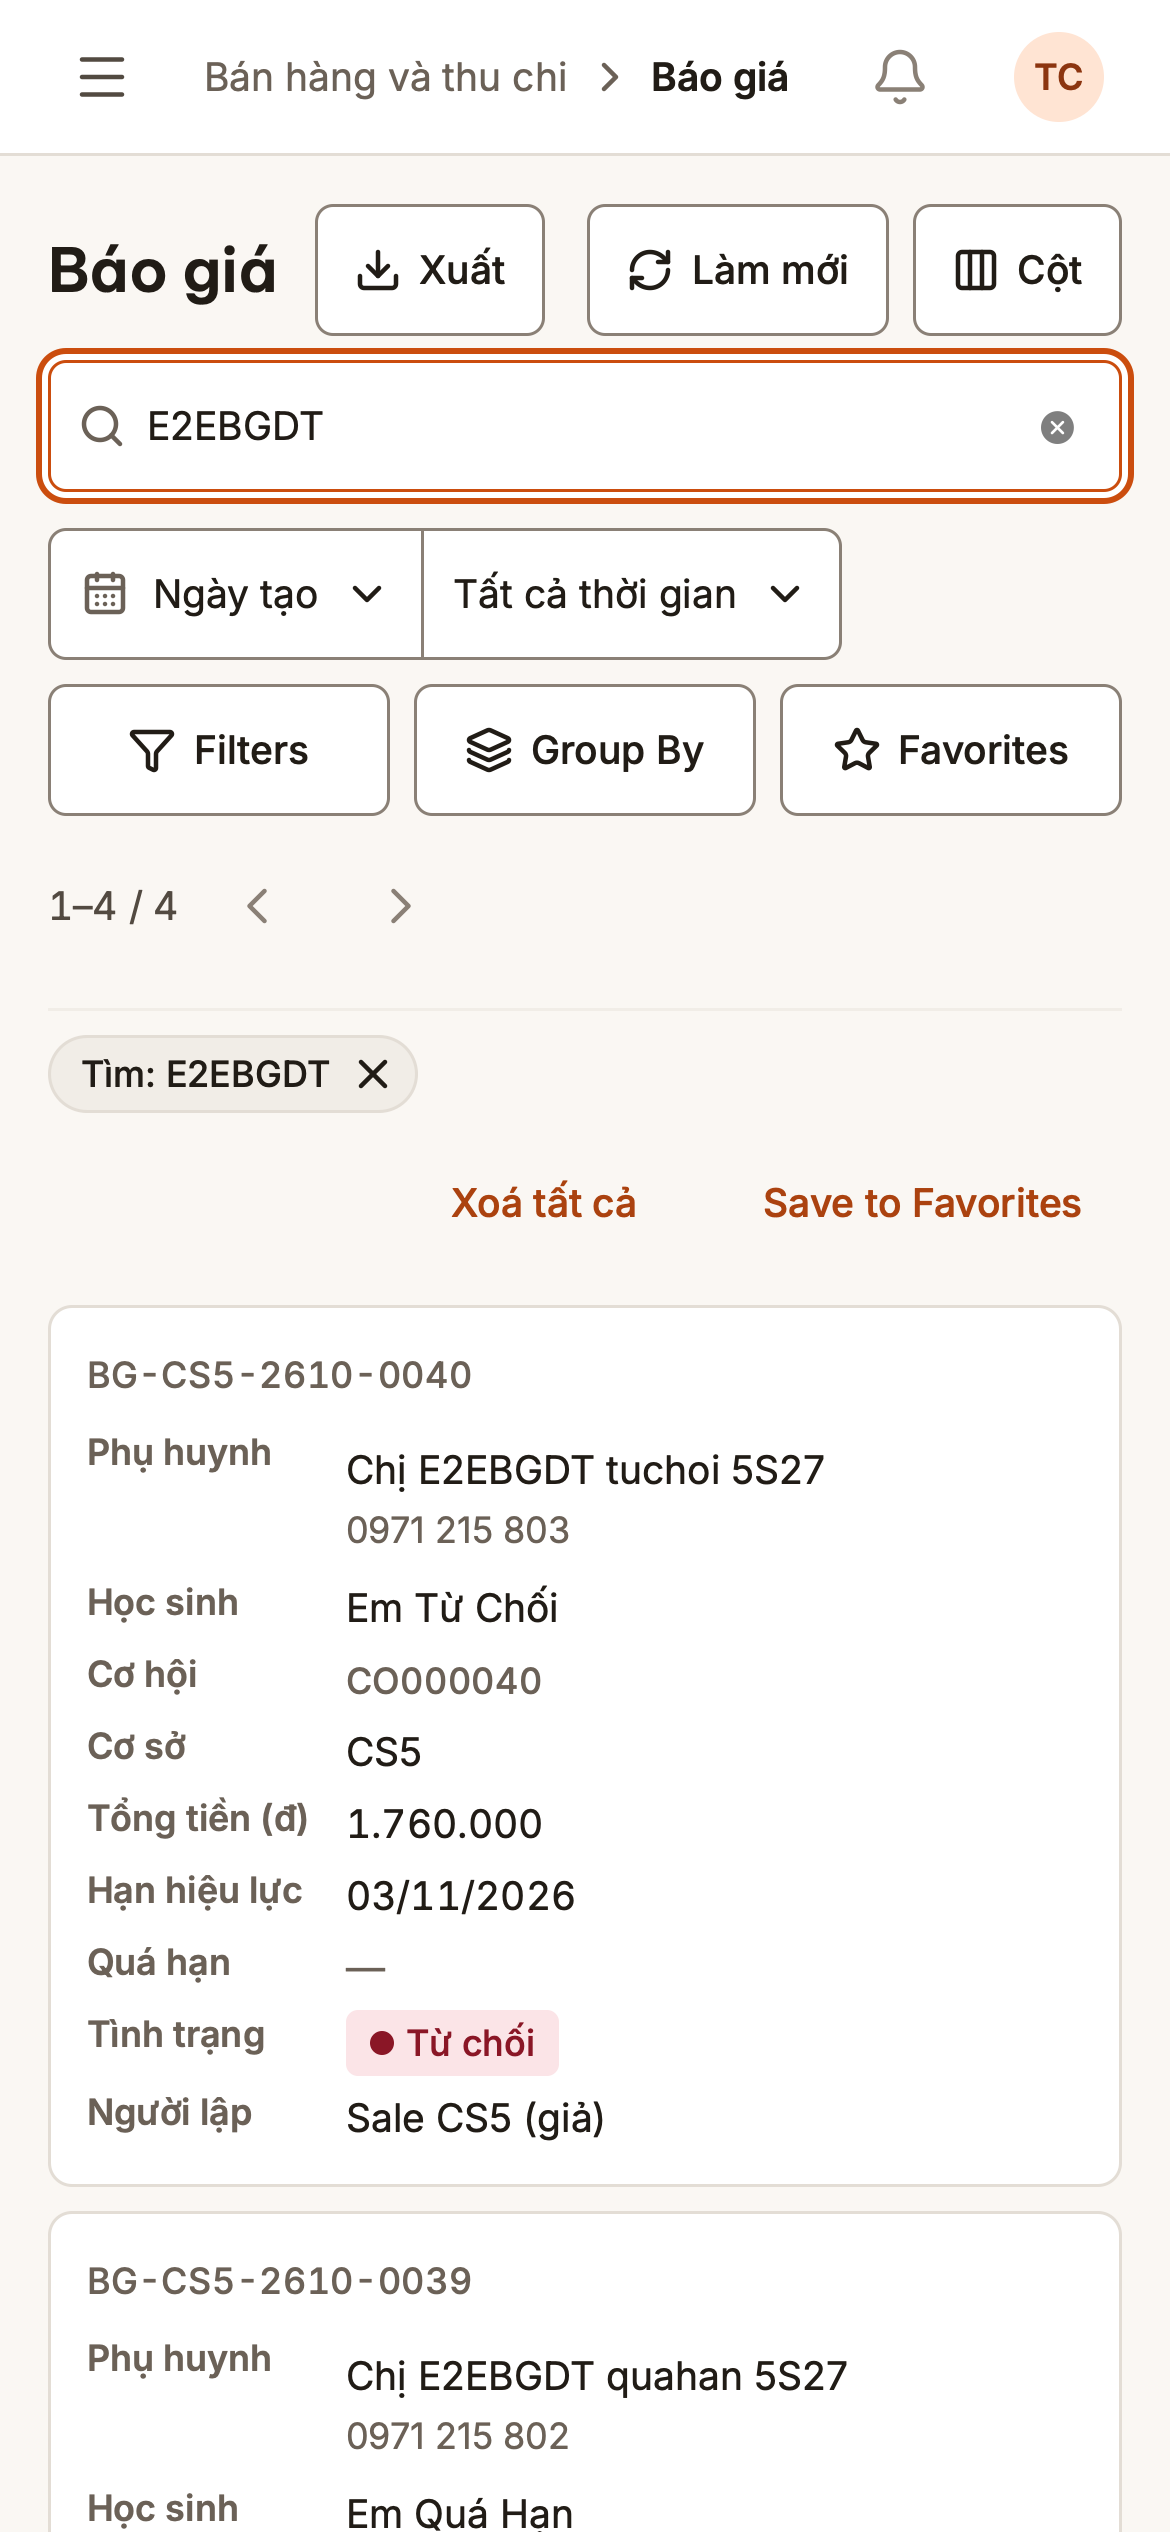 Bán hàng và thu chi > Báo giá
TC
Báo giá
Xuất
Làm mới
Cột
E2EBGDT
Ngày tạo
Tất cả thời gian
Filters
Group By
Favorites
1–4 / 4
Tìm: E2EBGDT
Xoá tất cả
Save to Favorites
BG-CS5-2610-0040
Phụ huynh
Chị E2EBGDT tuchoi 5S27
0971 215 803
Học sinh
Em Từ Chối
Cơ hội
CO000040
Cơ sở
CS5
Tổng tiền (đ)
1.760.000
Hạn hiệu lực
03/11/2026
Quá hạn
—
Tình trạng
Từ chối
Người lập
Sale CS5 (giả)
BG-CS5-2610-0039
Phụ huynh
Chị E2EBGDT quahan 5S27
0971 215 802
Học sinh
Em Quá Hạn